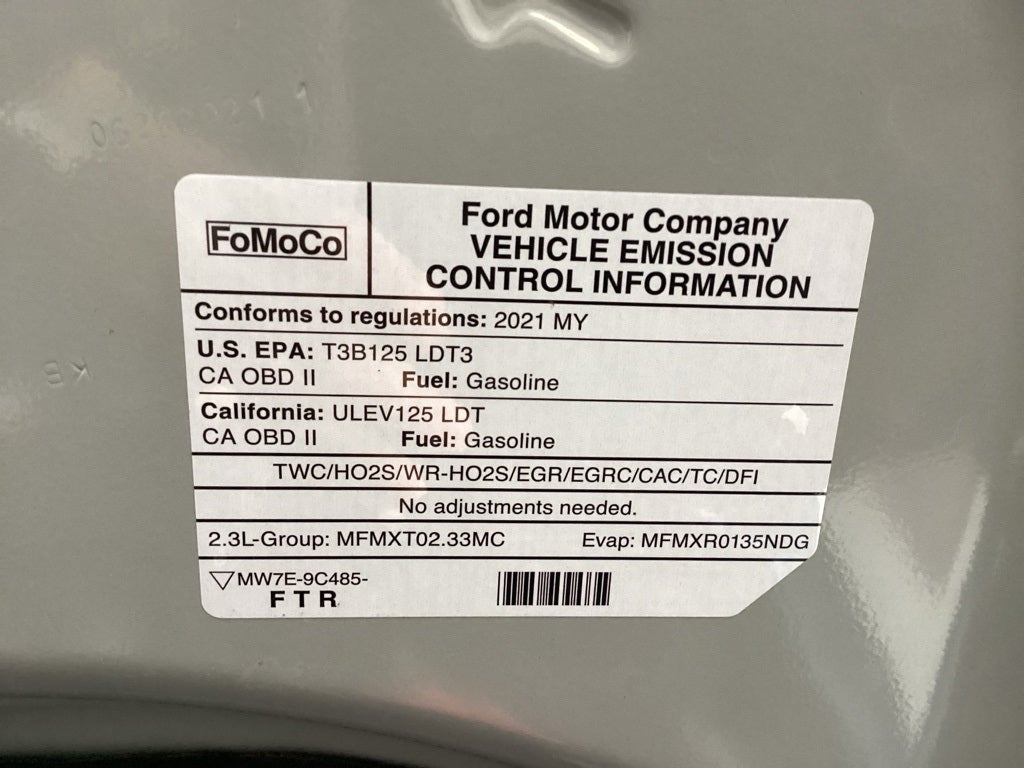 FoMoCo
Ford Motor Company
VEHICLE EMISSION
CONTROL INFORMATION
Conforms to regulations: 2021 MY
U.S. EPA: T3B125 LDT3
CA OBD II Fuel: Gasoline
California: ULEV125 LDT
CA OBD II Fuel: Gasoline
TWC/HO2S/WR-HO2S/EGR/EGRC/CAC/TC/DFI
No adjustments needed.
2.3L-Group: MFMXT02.33MC Evap: MFMXR0135NDG
MW7E-9C485-
FTR